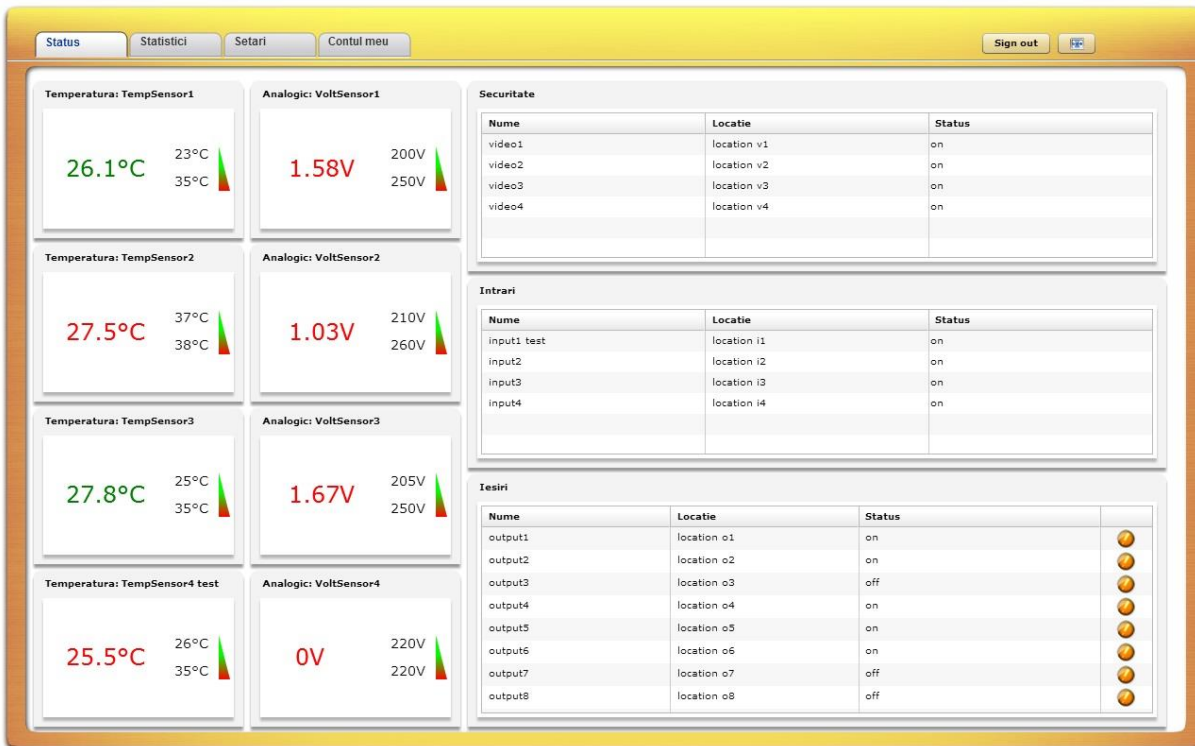 Status Statistici Setari Contul meu Sign out
Temperatura: TempSensor1
26.1°C
23°C
35°C
Analogic: VoltSensor1
1.58V
200V
250V
Temperatura: TempSensor2
27.5°C
37°C
38°C
Analogic: VoltSensor2
1.03V
210V
260V
Temperatura: TempSensor3
27.8°C
25°C
35°C
Analogic: VoltSensor3
1.67V
205V
250V
Temperatura: TempSensor4 test
25.5°C
26°C
35°C
Analogic: VoltSensor4
0V
220V
220V
Securitate
Nume Locatie Status
video1 location v1 on
video2 location v2 on
video3 location v3 on
video4 location v4 on
Intrari
Nume Locatie Status
input1 test location i1 on
input2 location i2 on
input3 location i3 on
input4 location i4 on
Iesiri
Nume Locatie Status
output1 location o1 on
output2 location o2 on
output3 location o3 off
output4 location o4 on
output5 location o5 on
output6 location o6 on
output7 location o7 off
output8 location o8 off